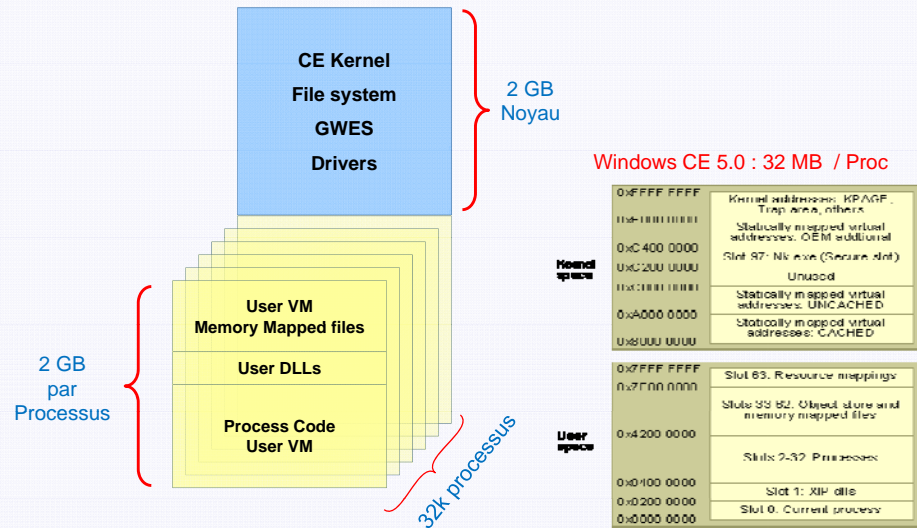 CE Kernel
File system
GWES
Drivers
2 GB
Noyau
User VM
Memory Mapped files
User DLLs
Process Code
User VM
2 GB
par
Processus
32k processus
Windows CE 5.0 : 32 MB / Proc
Kernel
space
0xFFFF FFFF
Kernel addresses: KPAGE,
Trap area, others
Statically mapped virtual
addresses: OEM addtional
0xC400 0000
Slot 97: Nk.exe (Secure slot)
0xC200 0000
Unused
0xC000 0000
Statically mapped virtual
addresses: UNCACHED
0xA000 0000
Statically mapped virtual
addresses: CACHED
0x8000 0000
User
space
0x7FFF FFFF
Slot 63: Resource mappings
0x7E00 0000
Slots 33-62: Object store and
memory mapped files
0x4200 0000
Slots 2-32: Processes
0x0400 0000
Slot 1: XIP dlls
0x0200 0000
Slot 0: Current process
0x0000 0000